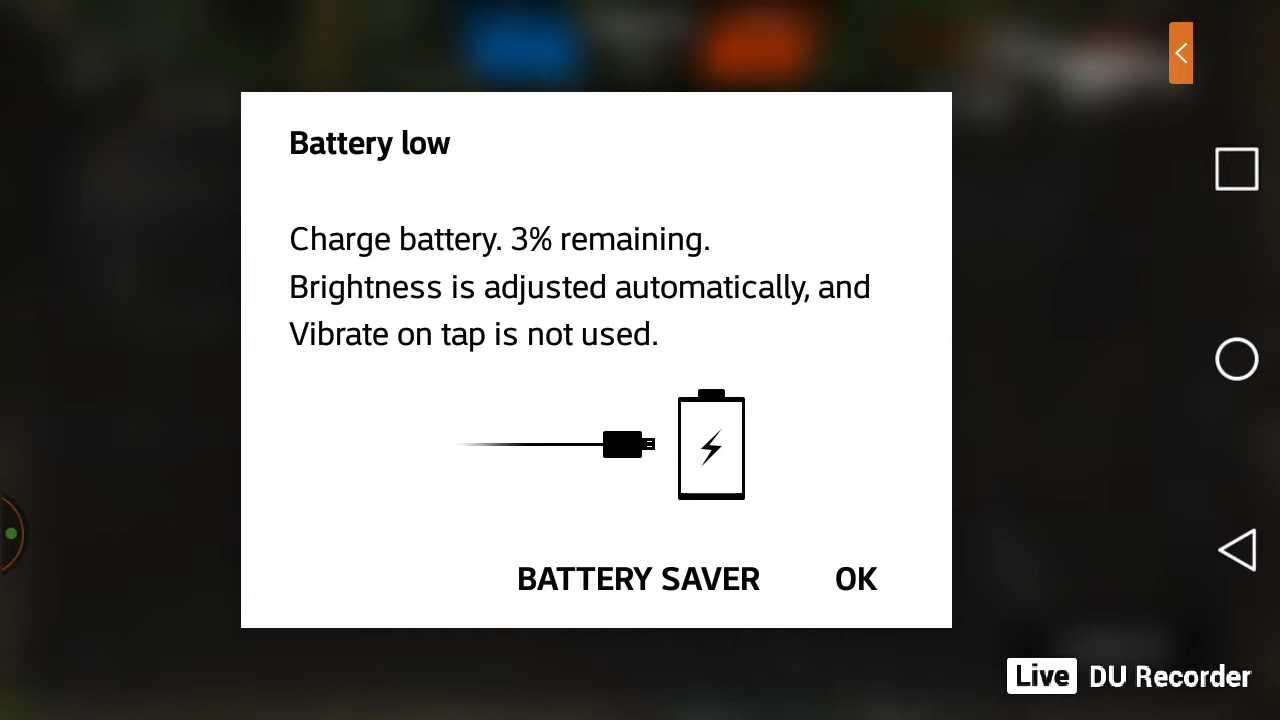 Battery low
Charge battery. 3% remaining.
Brightness is adjusted automatically, and
Vibrate on tap is not used.
BATTERY SAVER OK
Live DU Recorder